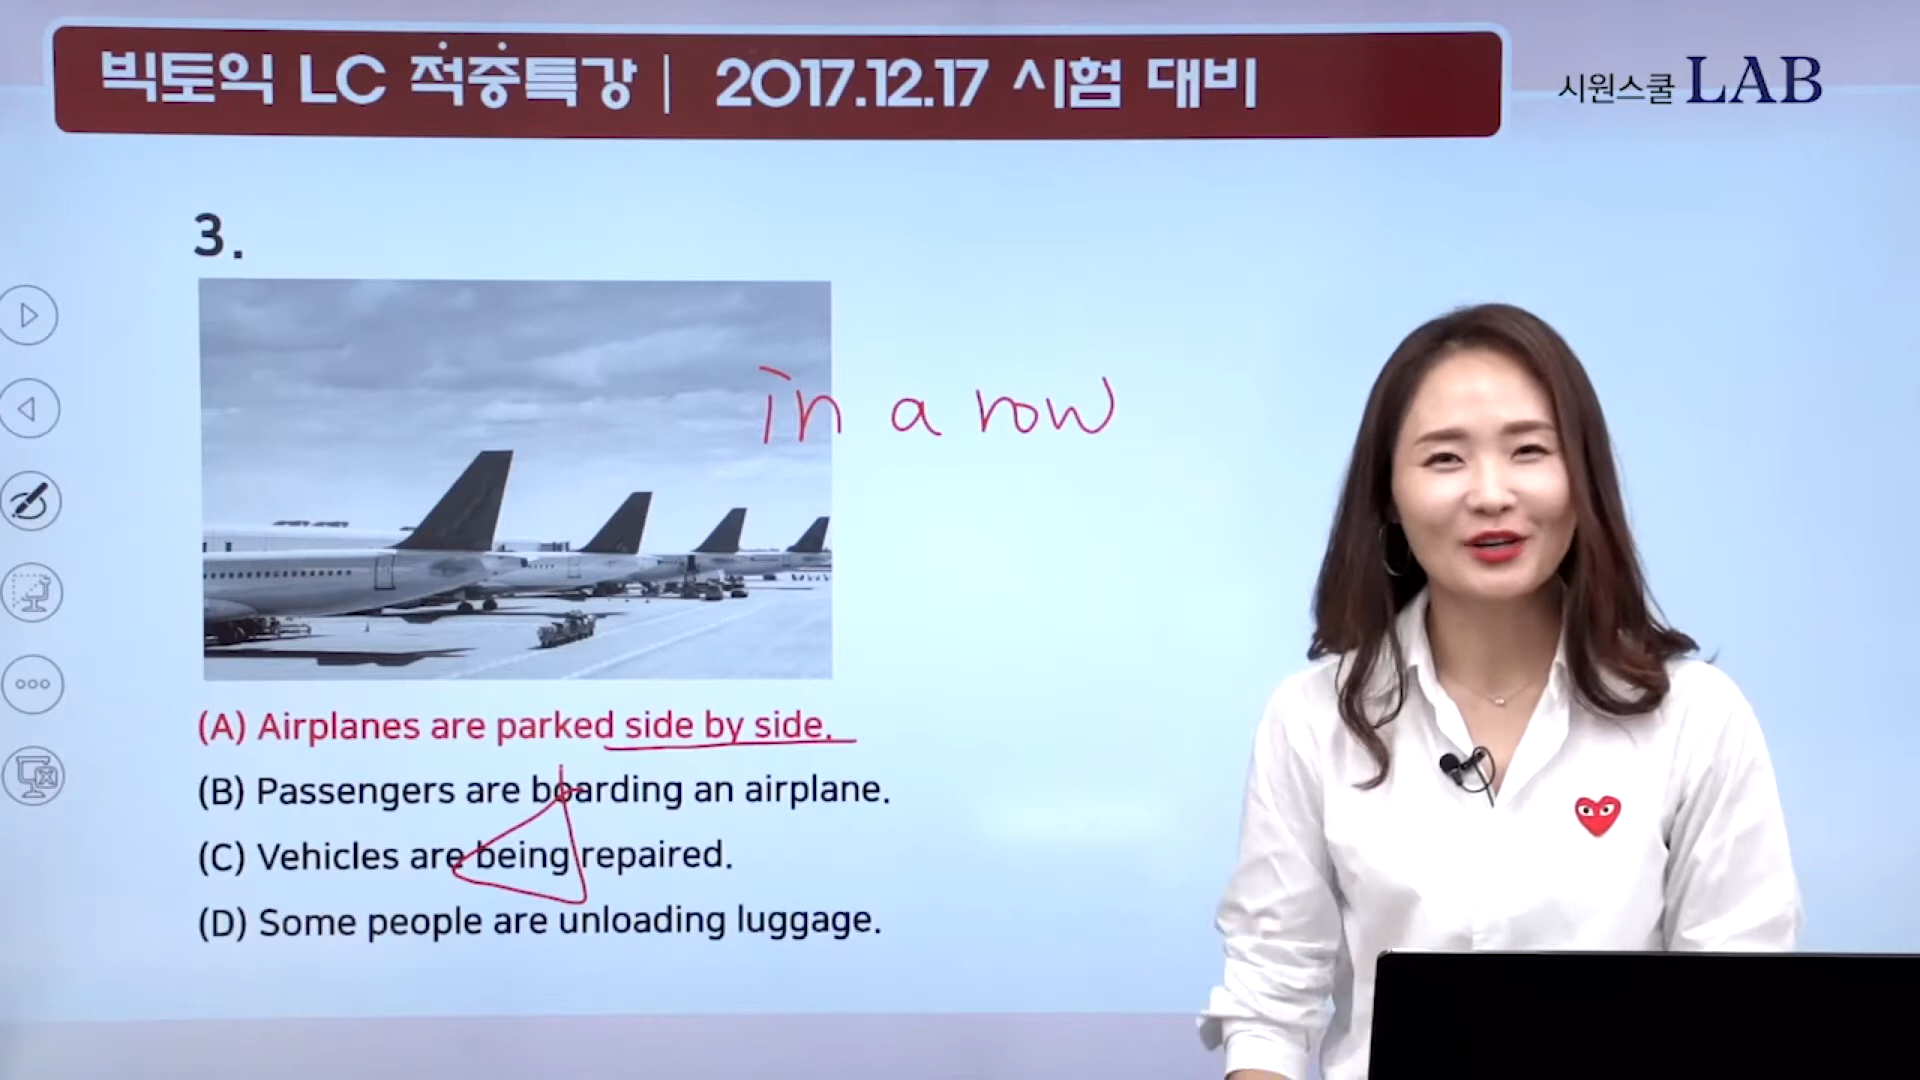 빅토익 LC 적중특강 | 2017.12.17 시험 대비
시원스쿨 LAB
3.
in a row
(A) Airplanes are parked side by side.
(B) Passengers are boarding an airplane.
(C) Vehicles are being repaired.
(D) Some people are unloading luggage.